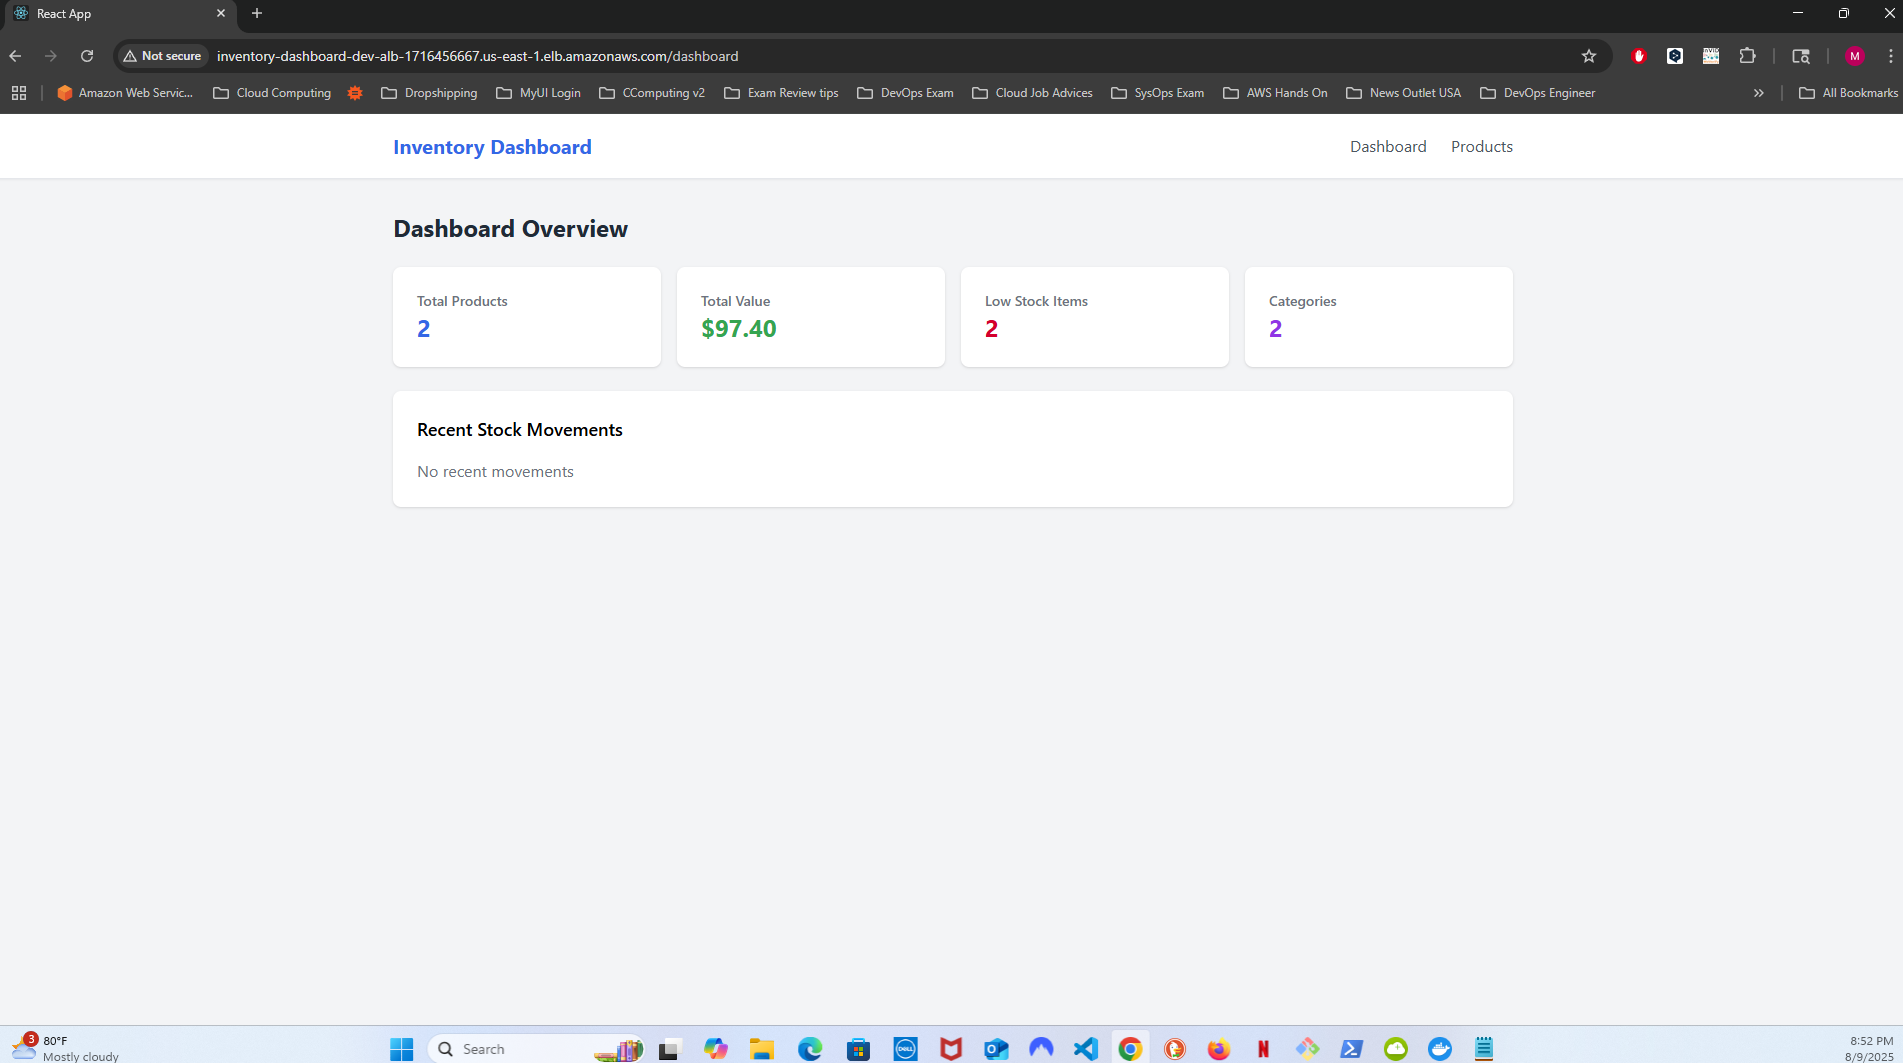 React App
Not secure
inventory-dashboard-dev-alb-1716456667.us-east-1.elb.amazonaws.com/dashboard
M
Amazon Web Servic...
Cloud Computing
Dropshipping
MyUI Login
CComputing v2
Exam Review tips
DevOps Exam
Cloud Job Advices
SysOps Exam
AWS Hands On
News Outlet USA
DevOps Engineer
All Bookmarks
Inventory Dashboard
Dashboard
Products
Dashboard Overview
Total Products
2
Total Value
$97.40
Low Stock Items
2
Categories
2
Recent Stock Movements
No recent movements
3
80°F
Mostly cloudy
Search
DELL
N
8:52 PM
8/9/2025